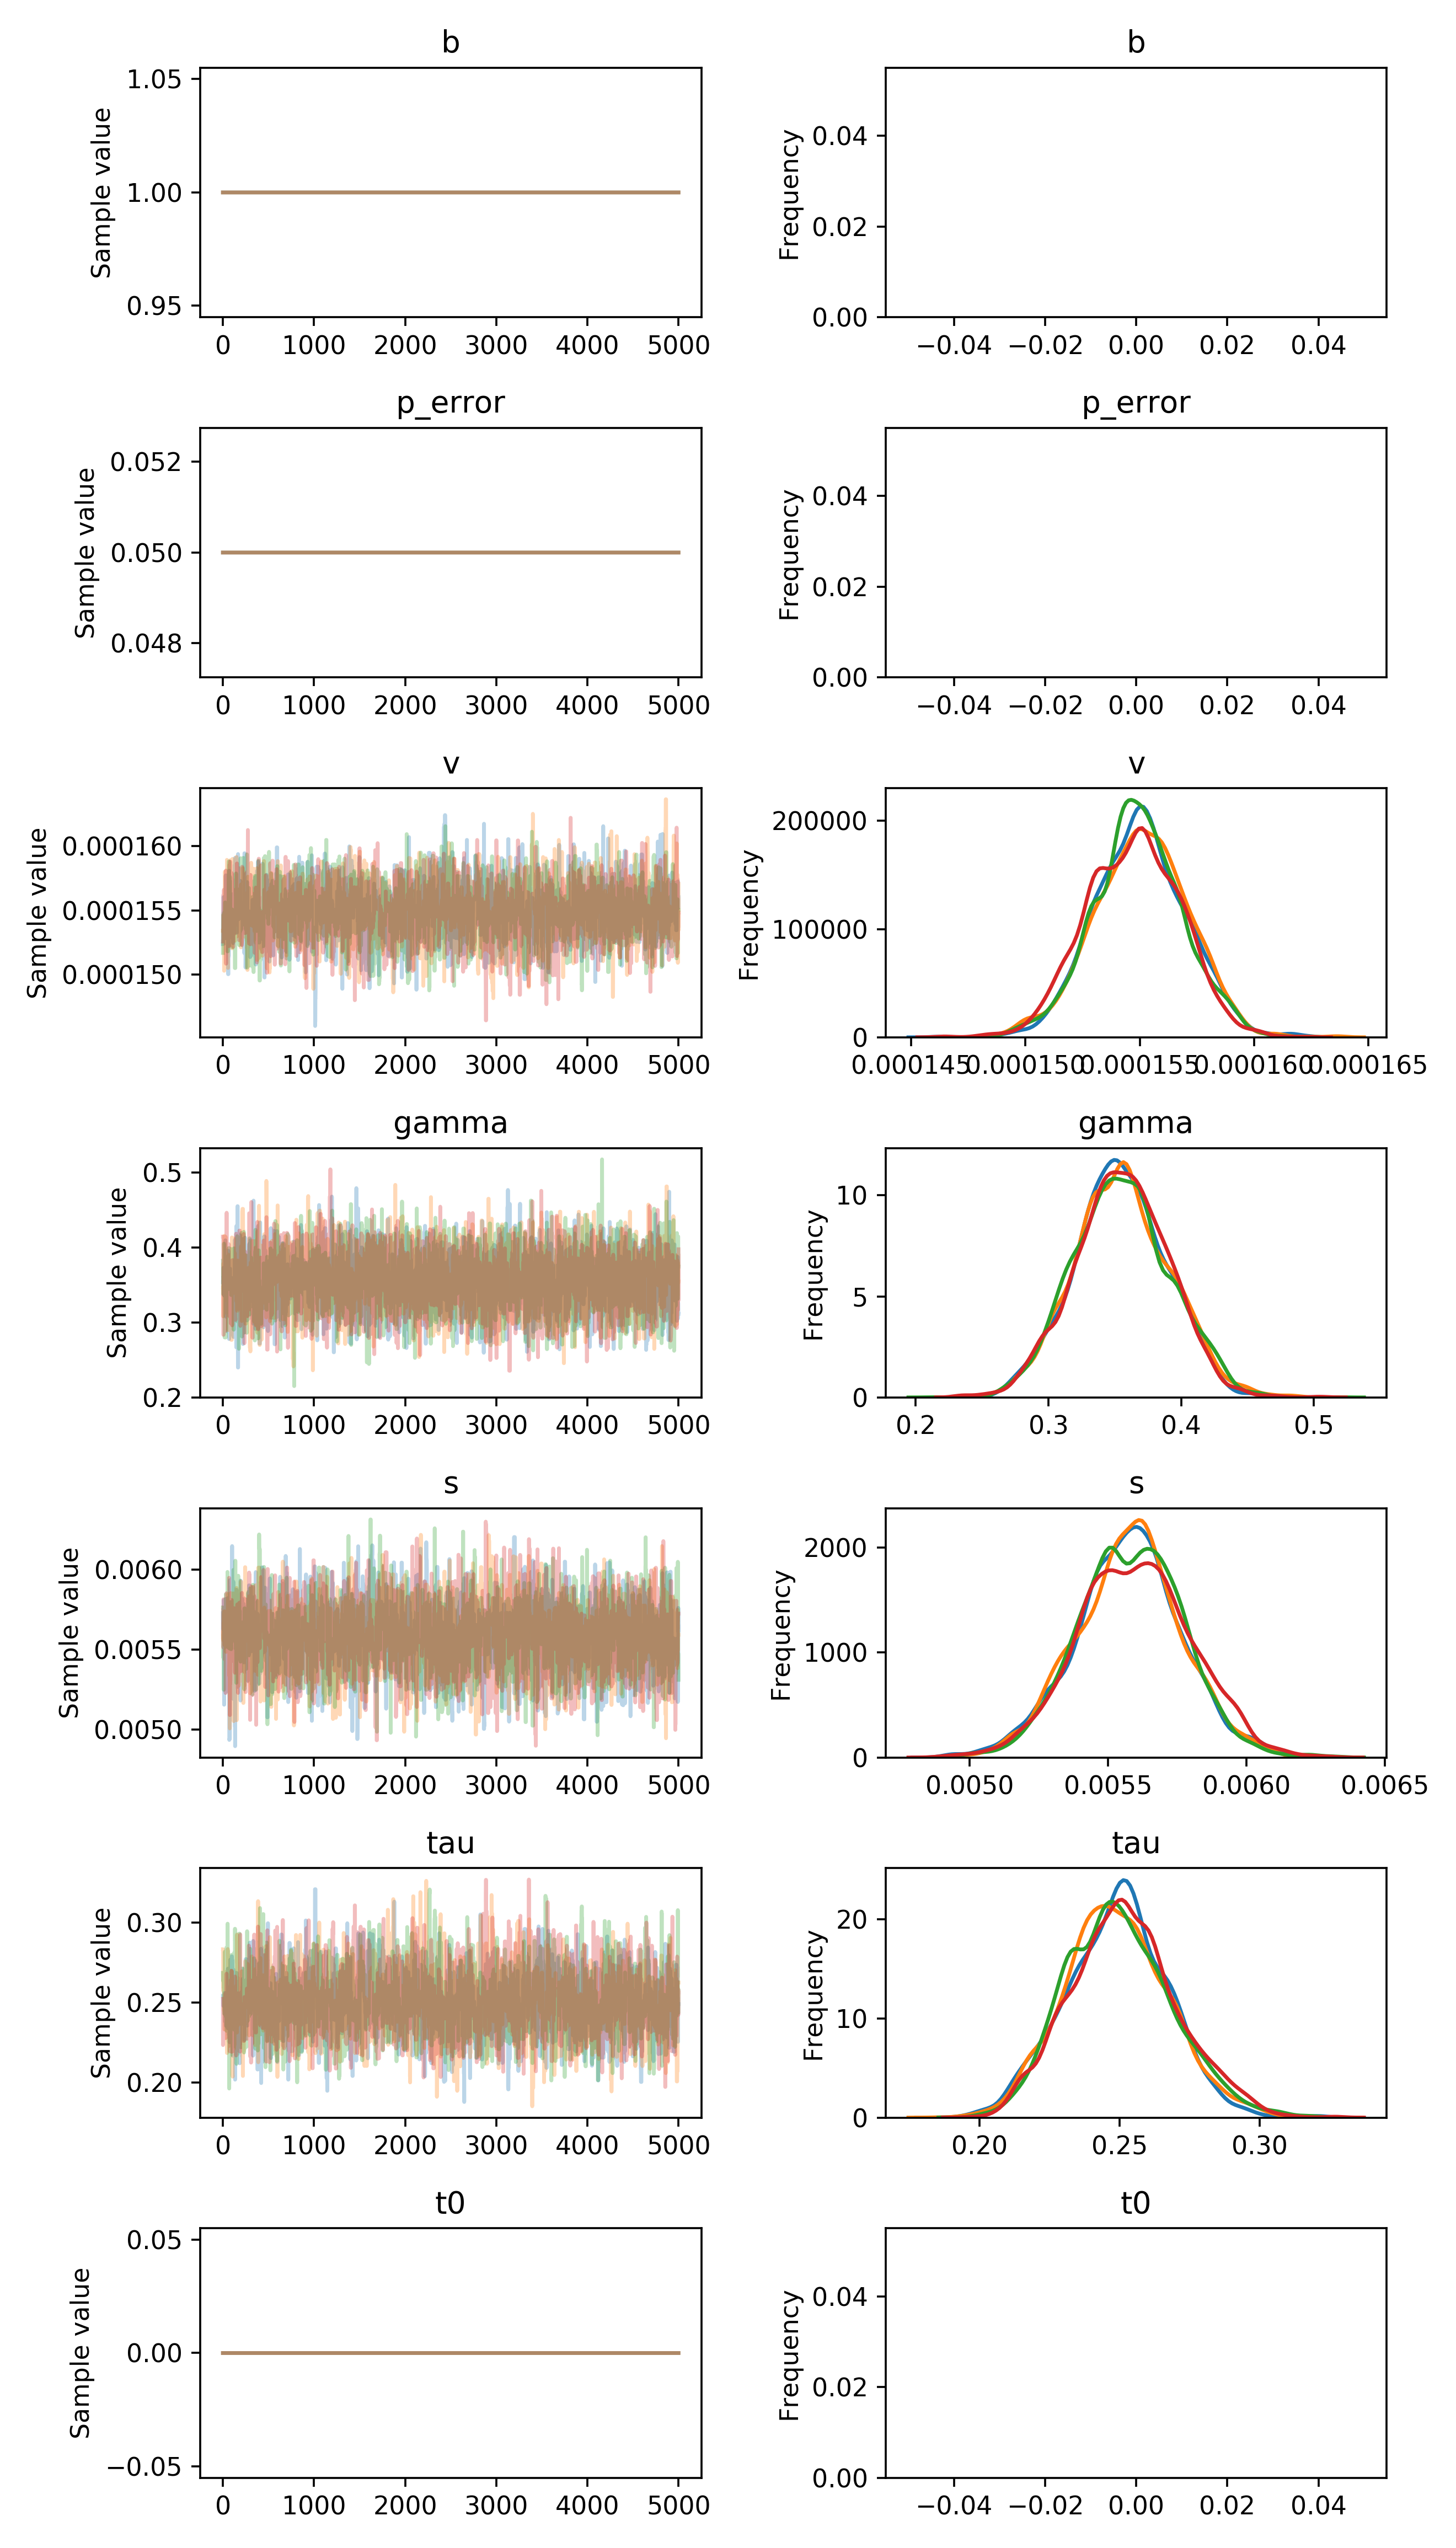 b
b
Sample value
1.05
1.00
0.95
0 1000 2000 3000 4000 5000
Frequency
0.04
0.02
0.00
−0.04 −0.02 0.00 0.02 0.04
p_error
p_error
Sample value
0.052
0.050
0.048
0 1000 2000 3000 4000 5000
Frequency
0.04
0.02
0.00
−0.04 −0.02 0.00 0.02 0.04
v
v
Sample value
0.000160
0.000155
0.000150
0 1000 2000 3000 4000 5000
Frequency
200000
100000
0
0.000145 0.000150 0.000155 0.000160 0.000165
gamma
gamma
Sample value
0.5
0.4
0.3
0.2
0 1000 2000 3000 4000 5000
Frequency
10
5
0
0.2 0.3 0.4 0.5
s
s
Sample value
0.0060
0.0055
0.0050
0 1000 2000 3000 4000 5000
Frequency
2000
1000
0
0.0050 0.0055 0.0060 0.0065
tau
tau
Sample value
0.30
0.25
0.20
0 1000 2000 3000 4000 5000
Frequency
20
10
0
0.20 0.25 0.30
t0
t0
Sample value
0.05
0.00
−0.05
0 1000 2000 3000 4000 5000
Frequency
0.04
0.02
0.00
−0.04 −0.02 0.00 0.02 0.04